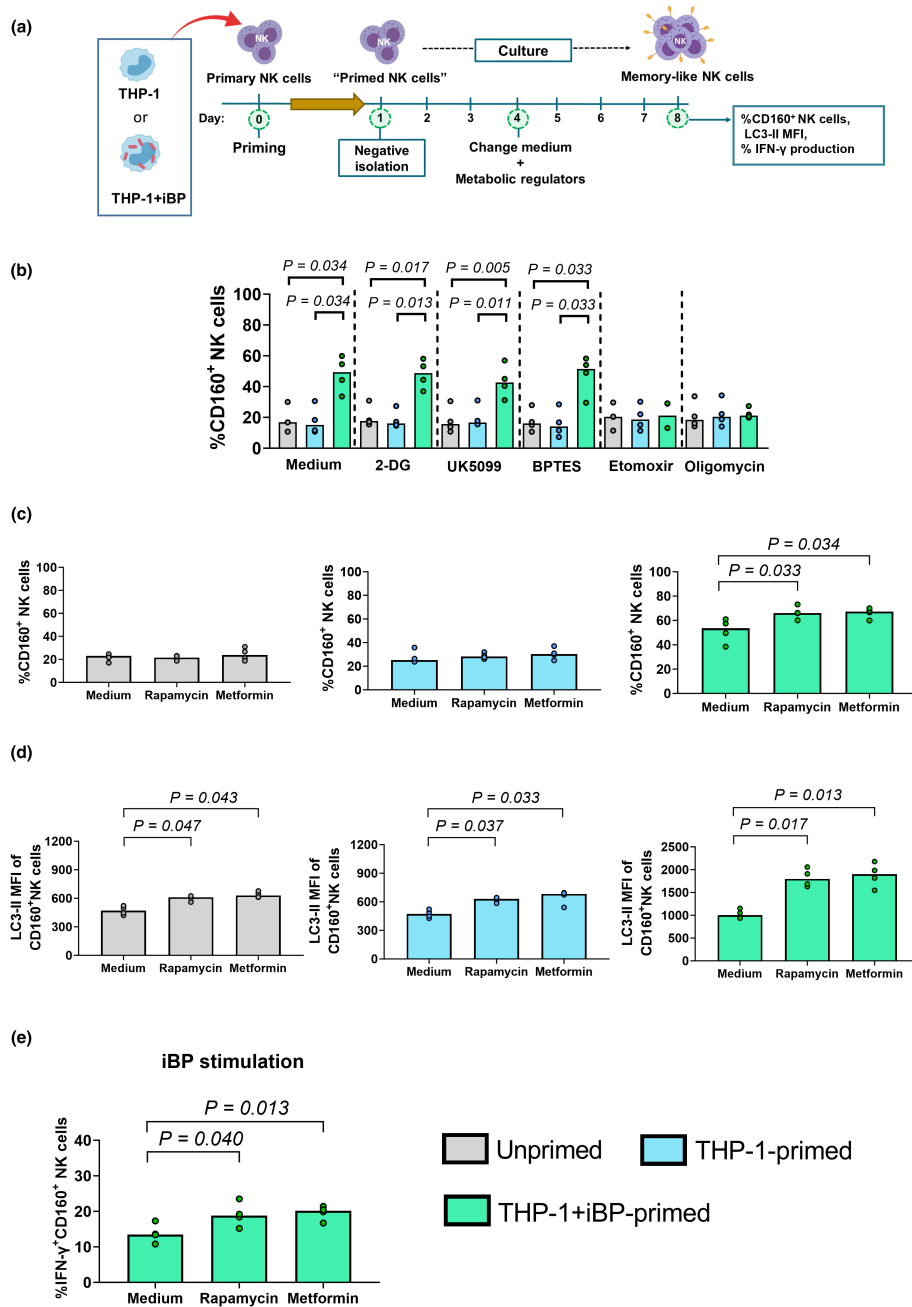 (a)
NK
NK
NK
Primary NK cells
“Primed NK cells”
Culture
Memory-like NK cells
THP-1
or
THP-1+iBP
Day:
0
1
2
3
4
5
6
7
8
Priming
Negative
isolation
Change medium
+
Metabolic regulators
%CD160⁺ NK cells,
LC3-II MFI,
% IFN-γ production
(b)
P = 0.034
P = 0.017
P = 0.005
P = 0.033
P = 0.034
P = 0.013
P = 0.011
P = 0.033
%CD160⁺ NK cells
100
80
60
40
20
0
Medium
2-DG
UK5099
BPTES
Etomoxir
Oligomycin
(c)
%CD160⁺ NK cells
100
80
60
40
20
0
Medium
Rapamycin
Metformin
%CD160⁺ NK cells
100
80
60
40
20
0
Medium
Rapamycin
Metformin
P = 0.034
P = 0.033
%CD160⁺ NK cells
100
80
60
40
20
0
Medium
Rapamycin
Metformin
(d)
P = 0.043
P = 0.047
LC3-II MFI of
CD160⁺NK cells
1200
900
600
300
0
Medium
Rapamycin
Metformin
P = 0.033
P = 0.037
LC3-II MFI of
CD160⁺NK cells
1200
900
600
300
0
Medium
Rapamycin
Metformin
P = 0.013
P = 0.017
LC3-II MFI of
CD160⁺NK cells
2500
2000
1500
1000
500
0
Medium
Rapamycin
Metformin
(e)
iBP stimulation
P = 0.013
P = 0.040
%IFN-γ⁺CD160⁺ NK cells
40
30
20
10
0
Medium
Rapamycin
Metformin
Unprimed
THP-1-primed
THP-1+iBP-primed